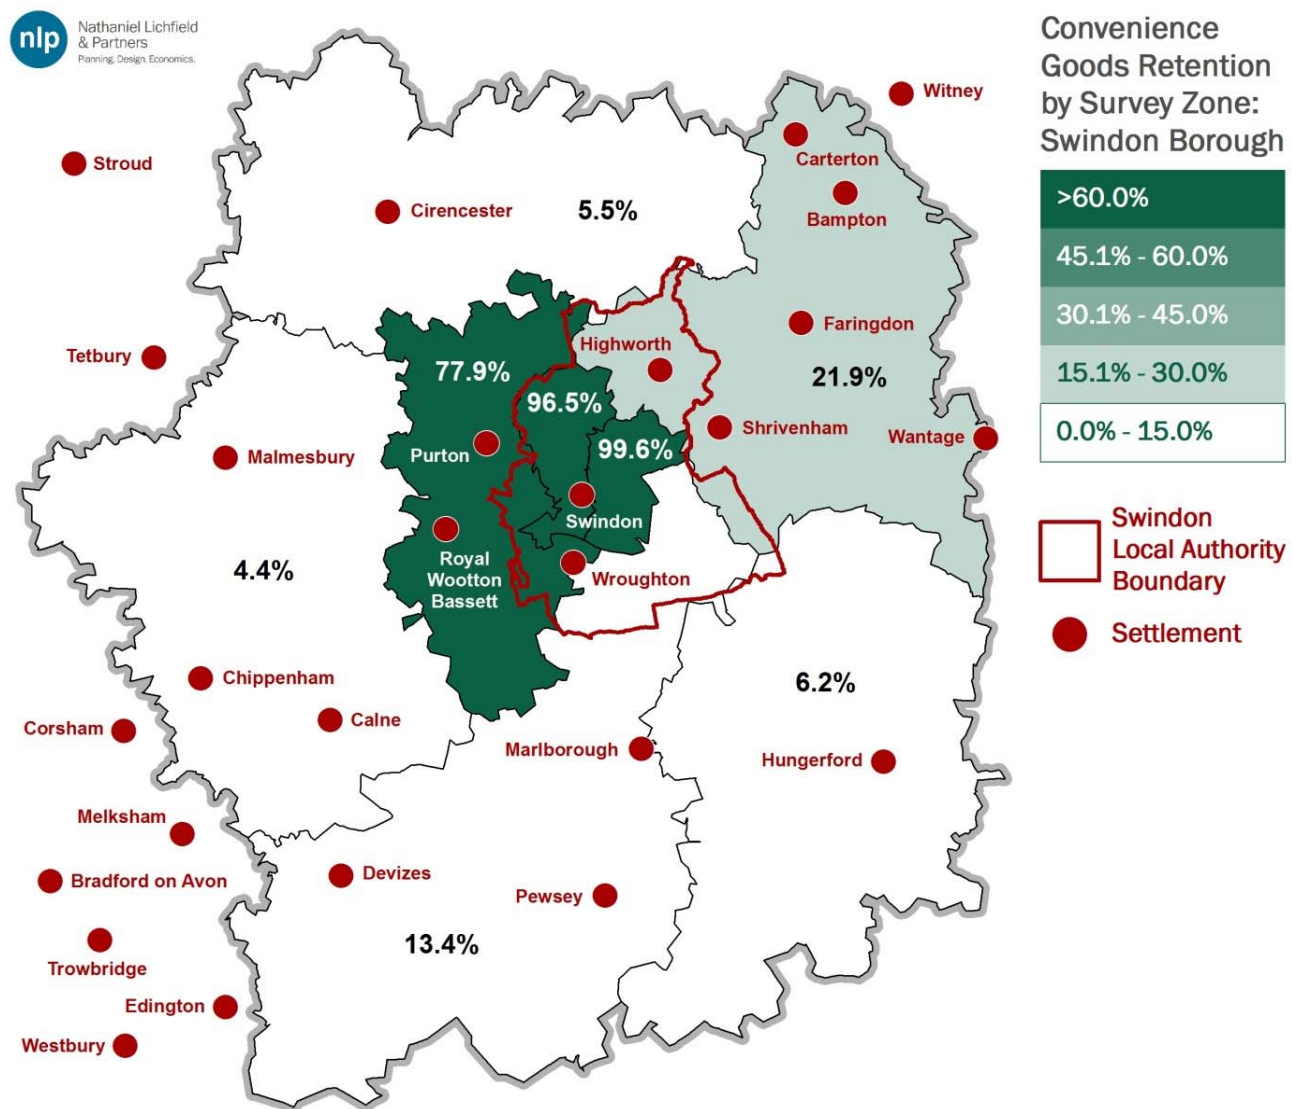 nlp
Nathaniel Lichfield
& Partners
Planning. Design. Economics.
Convenience
Goods Retention
by Survey Zone:
Swindon Borough
>60.0%
45.1% - 60.0%
30.1% - 45.0%
15.1% - 30.0%
0.0% - 15.0%
Swindon
Local Authority
Boundary
Settlement
Witney
Carterton
Stroud
Bampton
Cirencester
5.5%
Faringdon
Highworth
Tetbury
77.9%
21.9%
96.5%
Shrivenham
Wantage
99.6%
Purton
Malmesbury
Swindon
Royal
Wootton
Bassett
4.4%
Wroughton
Chippenham
6.2%
Calne
Corsham
Marlborough
Hungerford
Melksham
Devizes
Bradford on Avon
Pewsey
13.4%
Trowbridge
Edington
Westbury